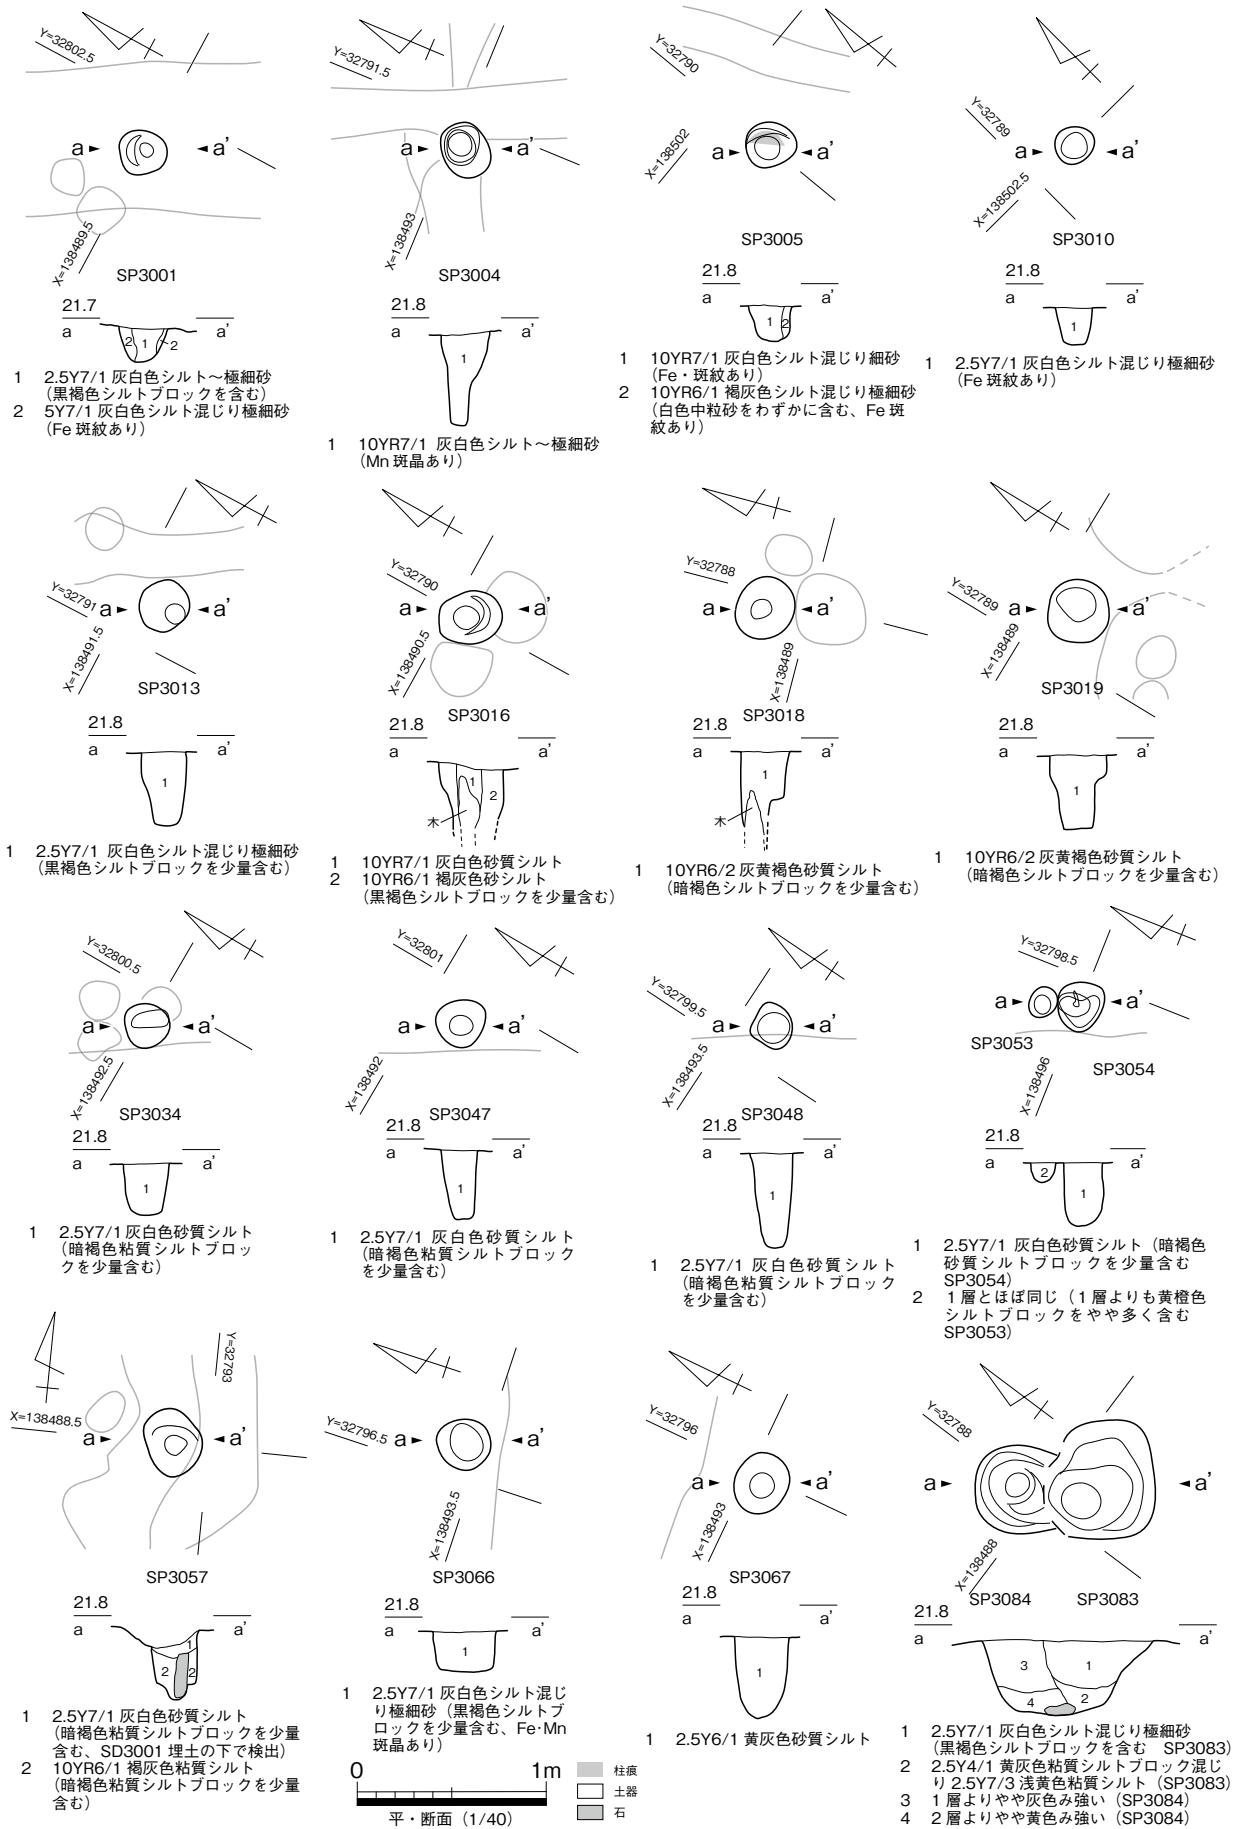 Y=32802.5
a
a'
X=138489.5
SP3001
21.7
a
a'
2
1
2
1 2.5Y7/1 灰白色シルト～極細砂
（黒褐色シルトブロックを含む）
2 5Y7/1 灰白色シルト混じり極細砂
（Fe 斑紋あり）
Y=32791.5
a
a'
X=138493
SP3004
21.8
a
a'
1
1 10YR7/1 灰白色シルト～極細砂
（Mn 斑晶あり）
Y=32790
X=138502
a
a'
SP3005
21.8
a
a'
1
2
1 10YR7/1 灰白色シルト混じり細砂
（Fe・斑紋あり）
2 10YR6/1 褐灰色シルト混じり極細砂
（白色中粒砂をわずかに含む、Fe 斑
紋あり）
Y=32789
a
a'
X=138502.5
SP3010
21.8
a
a'
1
1 2.5Y7/1 灰白色シルト混じり極細砂
（Fe 斑紋あり）
Y=32791
a
a'
X=138491.5
SP3013
21.8
a
a'
1
1 2.5Y7/1 灰白色シルト混じり極細砂
（黒褐色シルトブロックを少量含む）
Y=32790
a
a'
X=138490.5
SP3016
21.8
a
a'
1
2
木
1 10YR7/1 灰白色砂質シルト
2 10YR6/1 褐灰色砂シルト
（黒褐色シルトブロックを少量含む）
Y=32788
a
a'
X=138489
SP3018
21.8
a
a'
1
木
1 10YR6/2 灰黄褐色砂質シルト
（暗褐色シルトブロックを少量含む）
Y=32789
a
a'
X=138489
SP3019
21.8
a
a'
1
1 10YR6/2 灰黄褐色砂質シルト
（暗褐色シルトブロックを少量含む）
Y=32800.5
a
a'
X=138492.5
SP3034
21.8
a
a'
1
1 2.5Y7/1 灰白色砂質シルト
（暗褐色粘質シルトブロッ
クを少量含む）
Y=32801
a
a'
X=138492
SP3047
21.8
a
a'
1
1 2.5Y7/1 灰白色砂質シルト
（暗褐色粘質シルトブロック
を少量含む）
Y=32799.5
a
a'
X=138493.5
SP3048
21.8
a
a'
1
1 2.5Y7/1 灰白色砂質シルト
（暗褐色粘質シルトブロック
を少量含む）
Y=32798.5
a
a'
SP3053
SP3054
X=138496
21.8
a
a'
2
1
1 2.5Y7/1 灰白色砂質シルト（暗褐色
砂質シルトブロックを少量含む
SP3054）
2 １層とほぼ同じ（１層よりも黄橙色
シルトブロックをやや多く含む
SP3053）
Y=32793
X=138488.5
a
a'
SP3057
21.8
a
a'
1
2
2
1 2.5Y7/1 灰白色砂質シルト
（暗褐色粘質シルトブロックを少量
含む、SD3001 埋土の下で検出）
2 10YR6/1 褐灰色粘質シルト
（暗褐色粘質シルトブロックを少量
含む）
Y=32796.5
a
a'
X=138493.5
SP3066
21.8
a
a'
1
1 2.5Y7/1 灰白色シルト混じ
り極細砂（黒褐色シルトブ
ロックを少量含む、Fe・Mn
斑晶あり）
Y=32796
a
a'
X=138493
SP3067
21.8
a
a'
1
1 2.5Y6/1 黄灰色砂質シルト
Y=32788
a
a'
X=138488
SP3084
SP3083
21.8
a
a'
3
1
4
2
1 2.5Y7/1 灰白色シルト混じり極細砂
（黒褐色シルトブロックを含む SP3083）
2 2.5Y4/1 黄灰色粘質シルトブロック混じ
り 2.5Y7/3 浅黄色粘質シルト（SP3083）
3 １層よりやや灰色み強い（SP3084）
4 ２層よりやや黄色み強い（SP3084）
0
1m
平・断面（1/40）
柱痕
土器
石